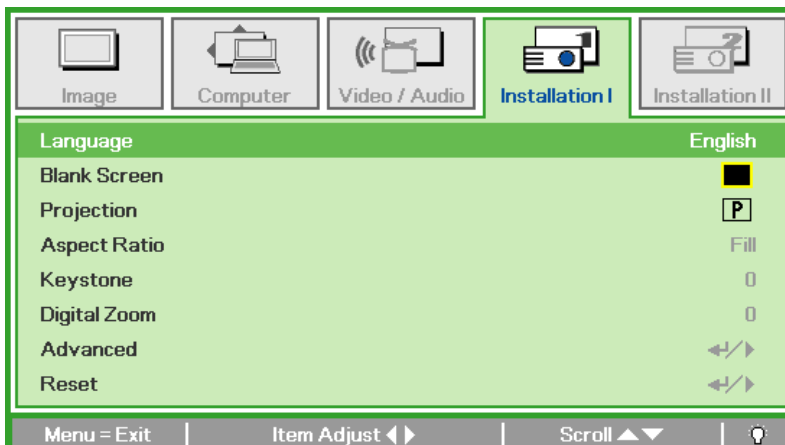 Image Computer Video / Audio Installation I Installation II
Language English
Blank Screen
Projection P
Aspect Ratio Fill
Keystone 0
Digital Zoom 0
Advanced
Reset
Menu = Exit Item Adjust Scroll